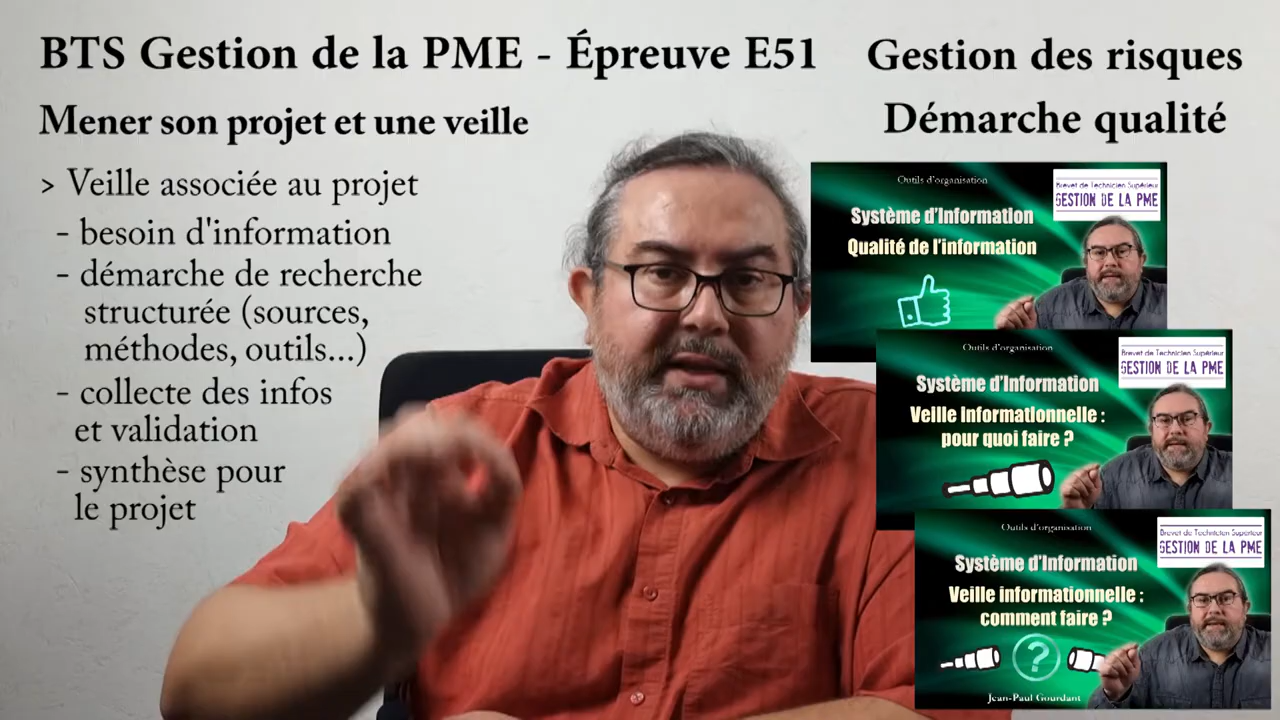 BTS Gestion de la PME - Épreuve E51
Gestion des risques
Mener son projet et une veille
Démarche qualité
> Veille associée au projet
- besoin d'information
- démarche de recherche
structurée (sources,
méthodes, outils...)
- collecte des infos
et validation
- synthèse pour
le projet
Outils d'organisation
Brevet de Technicien Supérieur
GESTION DE LA PME
Système d'Information
Qualité de l'information
Outils d'organisation
Brevet de Technicien Supérieur
GESTION DE LA PME
Système d'Information
Veille informationnelle :
pour quoi faire ?
Outils d'organisation
Brevet de Technicien Supérieur
GESTION DE LA PME
Système d'Information
Veille informationnelle :
comment faire ?
?
Jean-Paul Gourdant